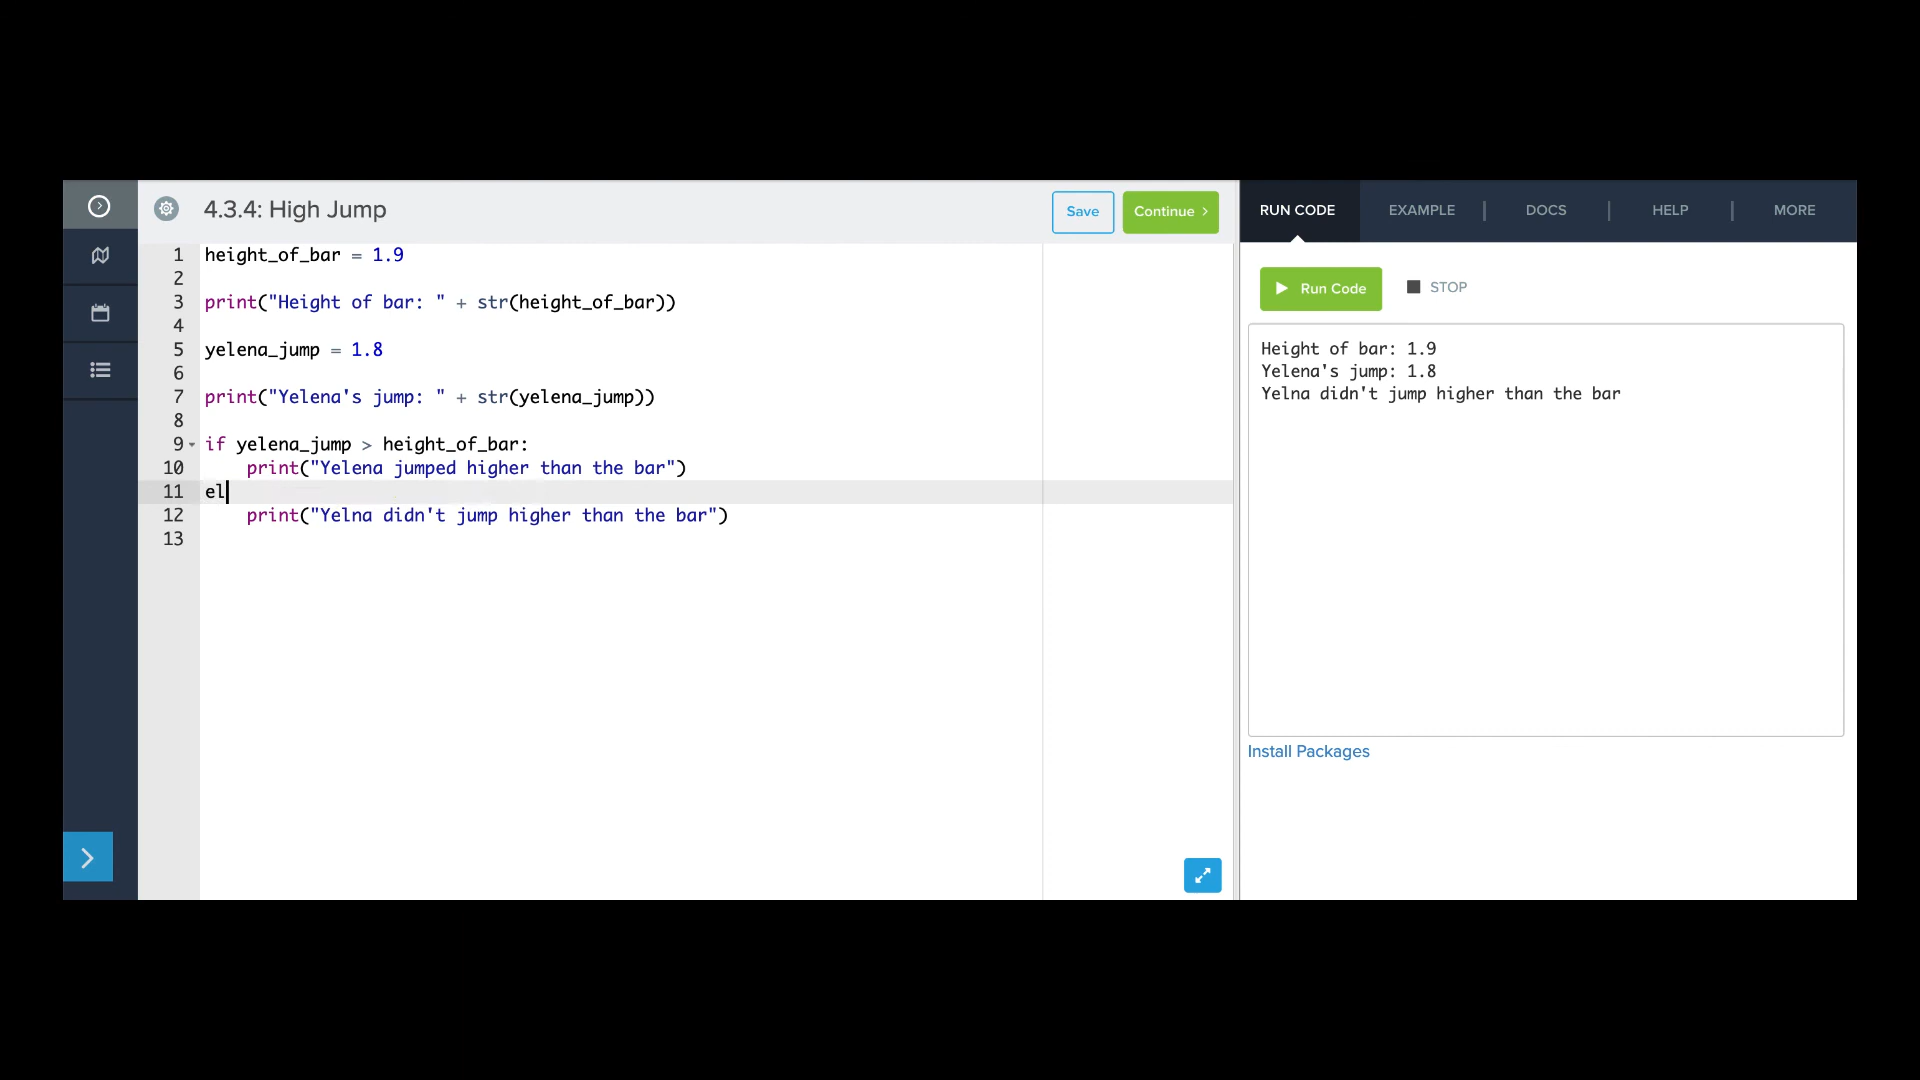 4.3.4: High Jump
Save
Continue
RUN CODE
EXAMPLE
DOCS
HELP
MORE
1 height_of_bar = 1.9
2
3 print("Height of bar: " + str(height_of_bar))
4
5 yelena_jump = 1.8
6
7 print("Yelena's jump: " + str(yelena_jump))
8
9 if yelena_jump > height_of_bar:
10 print("Yelena jumped higher than the bar")
11 el
12 print("Yelna didn't jump higher than the bar")
13
Run Code
STOP
Height of bar: 1.9
Yelena's jump: 1.8
Yelna didn't jump higher than the bar
Install Packages